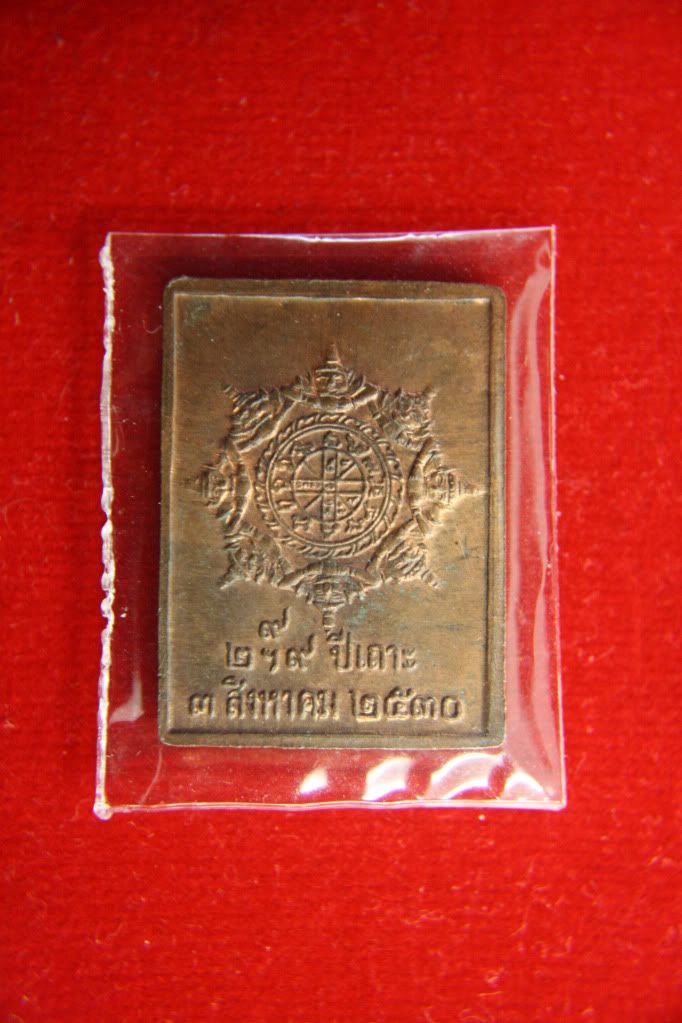 ๙
๒ ฯ ๙ ปีเถาะ
๓ สิงหาคม ๒๕๓๐